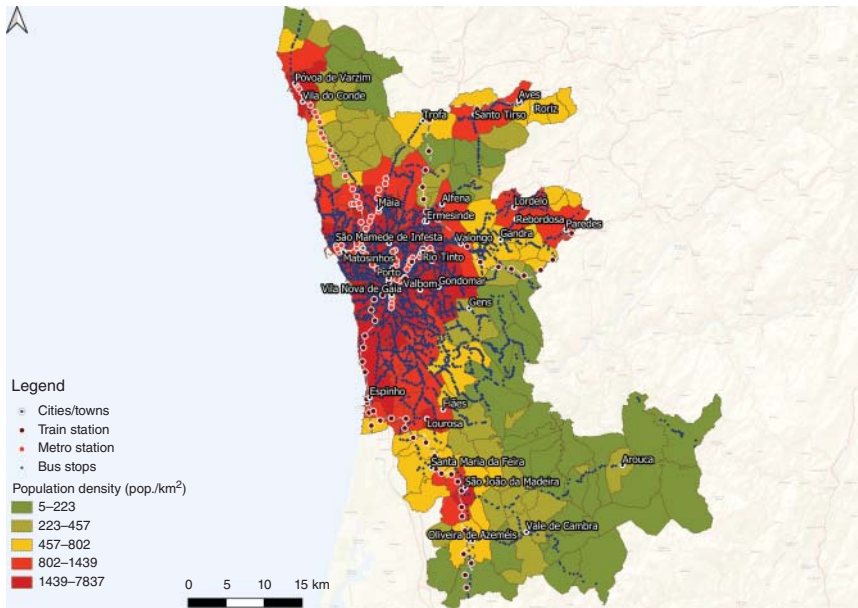 Póvoa de Varzim
Vila do Conde
Aves
Roriz
Trofa
Santo Tirso
Maia
Alfena
Lordelo
Ermesinde
Rebordosa
Paredes
São Mamede de Infesta
Valongo
Gandra
Matosinhos
Rio Tinto
Porto
Vila Nova de Gaia
Valbom
Gondomar
Gens
Espinho
Fiães
Lourosa
Santa Maria da Feira
Arouca
São João da Madeira
Oliveira de Azeméis
Vale de Cambra
Legend
Cities/towns
Train station
Metro station
Bus stops
Population density (pop./km²)
5–223
223–457
457–802
802–1439
1439–7837
0 5 10 15 km